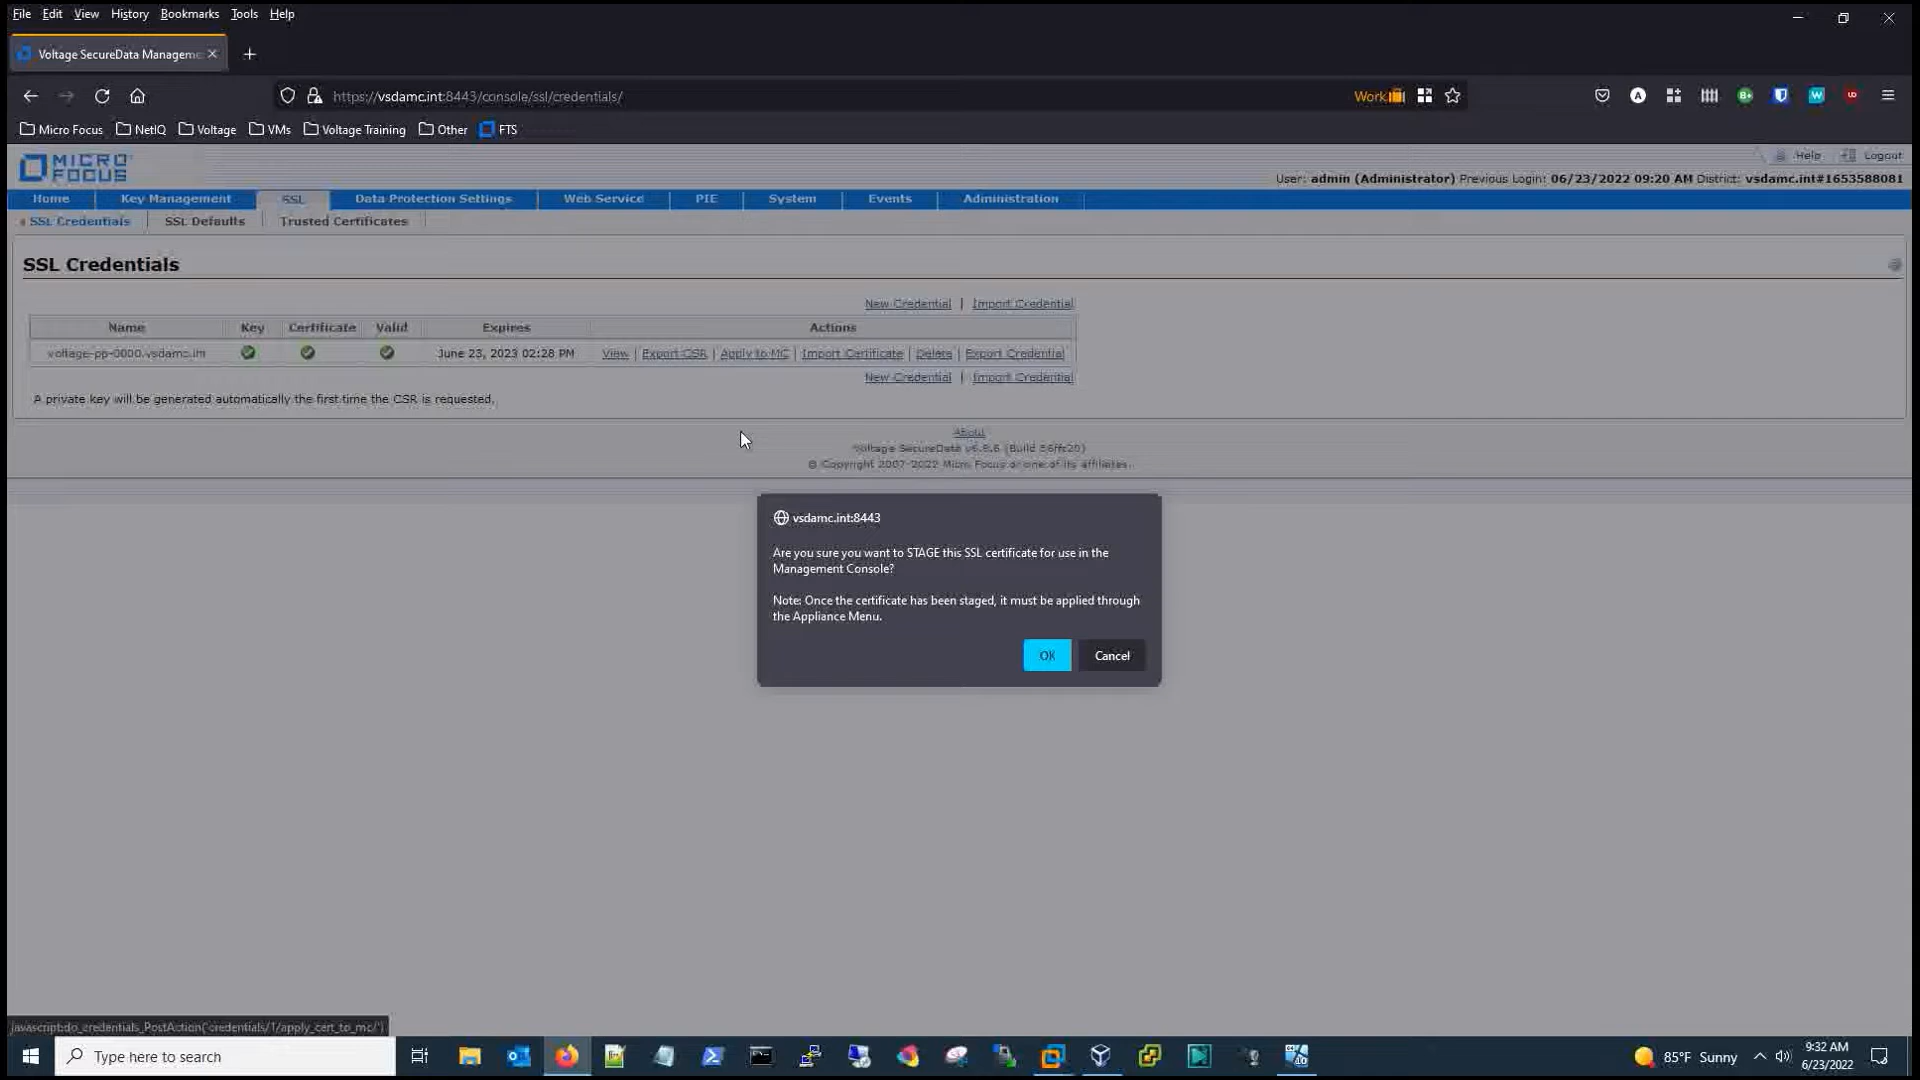 File Edit View History Bookmarks Tools Help
Voltage SecureData Manageme
https://vsdamc.int:8443/console/ssl/credentials/
Work
Micro Focus NetIQ Voltage VMs Voltage Training Other FTS
MICRO FOCUS
Help Logout
User: admin (Administrator) Previous Login: 06/23/2022 09:20 AM District: vsdamc.int#1653588081
Home Key Management SSL Data Protection Settings Web Service PIE System Events Administration
SSL Credentials SSL Defaults Trusted Certificates
SSL Credentials
New Credential | Import Credential
Name Key Certificate Valid Expires Actions
voltage-pp-0000.vsdamc.int June 23, 2023 02:28 PM View | Export CSR | Apply to MC | Import Certificate | Delete | Export Credential
New Credential | Import Credential
A private key will be generated automatically the first time the CSR is requested.
About
Voltage SecureData v6.9.6
© Copyright 2007-2022 Micro Focus or one of its affiliates.
vsdamc.int:8443
Are you sure you want to STAGE this SSL certificate for use in the
Management Console?
Note: Once the certificate has been staged, it must be applied through
the Appliance Menu.
OK Cancel
javascript:do_credentials_PostAction('credentials/1/apply_cert_to_mc/')
Type here to search
85°F Sunny
9:32 AM
6/23/2022